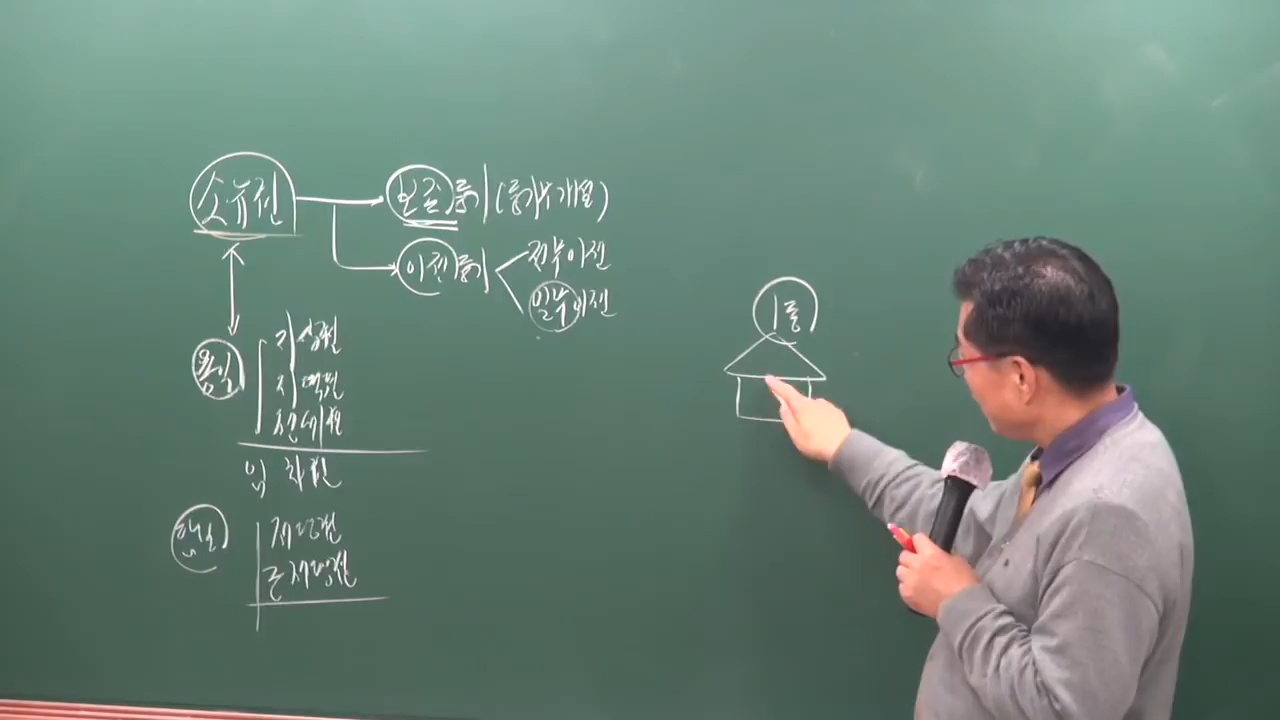 소유권
보존등기 (등기부개설)
이전등기
전부이전
일부이전
용익
지상권
지역권
전세권
임차권
저당권
근저당권
1동